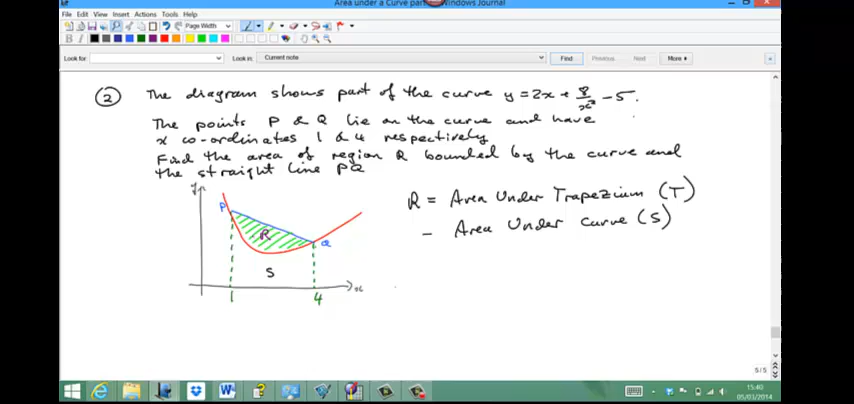 Area under a Curve part
Windows Journal
File Edit View Insert Actions Tools Help
Page Width
Look for:
Look in:
Current note
Find
Previous
Next
More
② The diagram shows part of the curve y = 2x + 8/x² - 5.
The points P & Q lie on the curve and have
x co-ordinates 1 & 4 respectively
Find the area of region R bounded by the curve and
the straight line PQ
R = Area Under Trapezium (T)
- Area Under Curve (S)
y
P
R
Q
S
x
1
4
5/5
15:40
05/03/2014